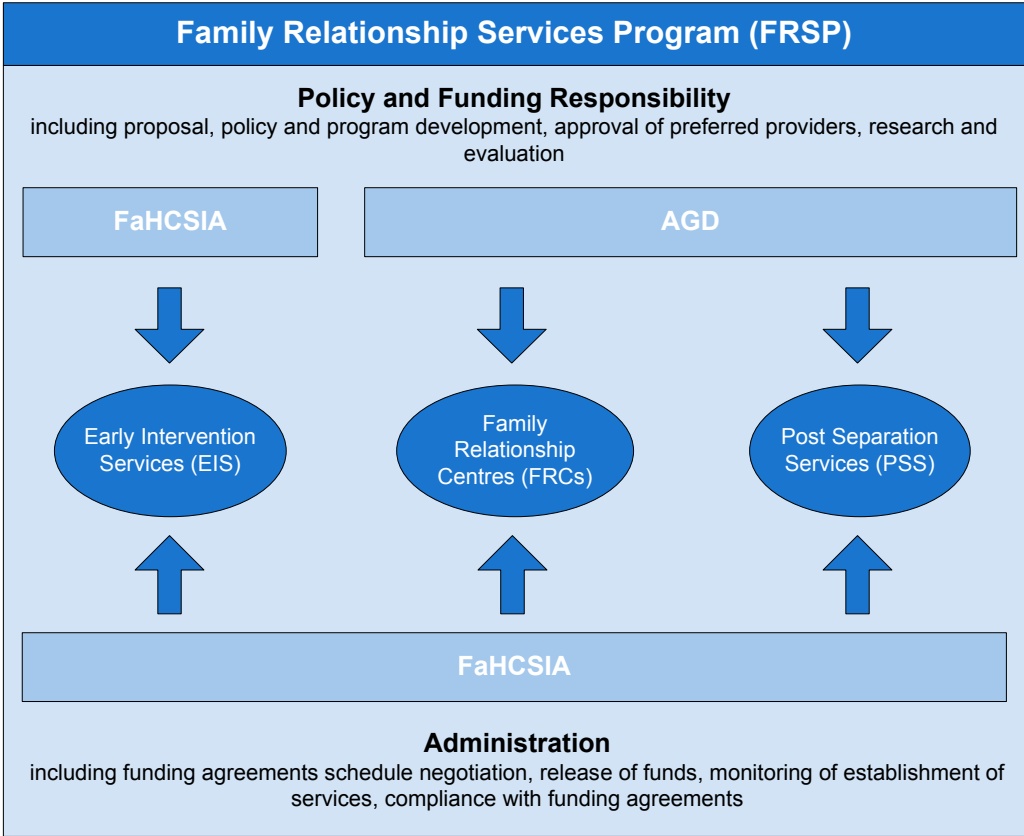 Family Relationship Services Program (FRSP)
Policy and Funding Responsibility
including proposal, policy and program development, approval of preferred providers, research and
evaluation
FaHCSIA
AGD
Early Intervention
Services (EIS)
Family
Relationship
Centres (FRCs)
Post Separation
Services (PSS)
FaHCSIA
Administration
including funding agreements schedule negotiation, release of funds, monitoring of establishment of
services, compliance with funding agreements